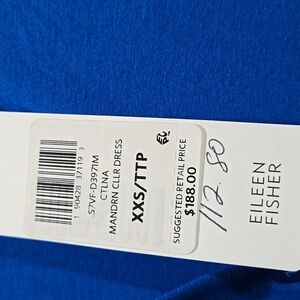 1 90428 37119 3
S7VF-D3971M
CTLNA
MANDRN CLLR DRESS
XXS/TTP
SUGGESTED RETAIL PRICE
$188.00
112.80
EILEEN
FISHER